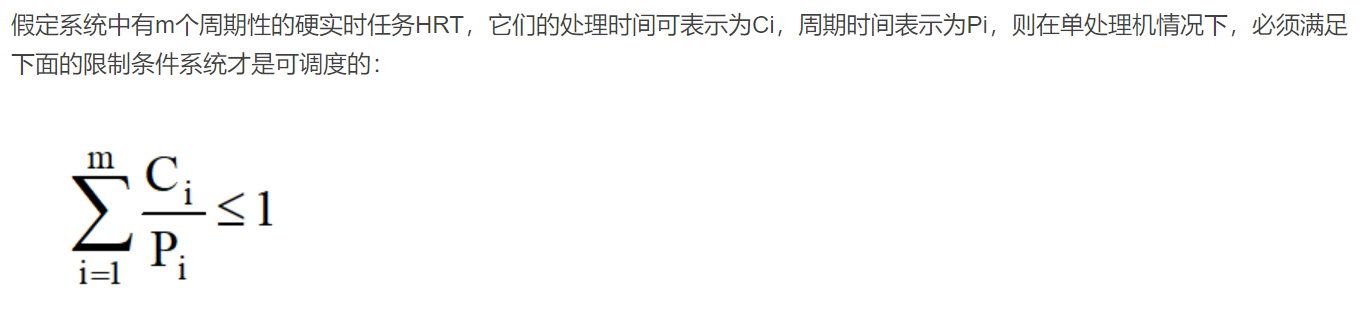 假定系统中有m个周期性的硬实时任务HRT，它们的处理时间可表示为Ci，周期时间表示为Pi，则在单处理机情况下，必须满足
下面的限制条件系统才是可调度的：
m
∑ Ci/Pi ≤ 1
i=1